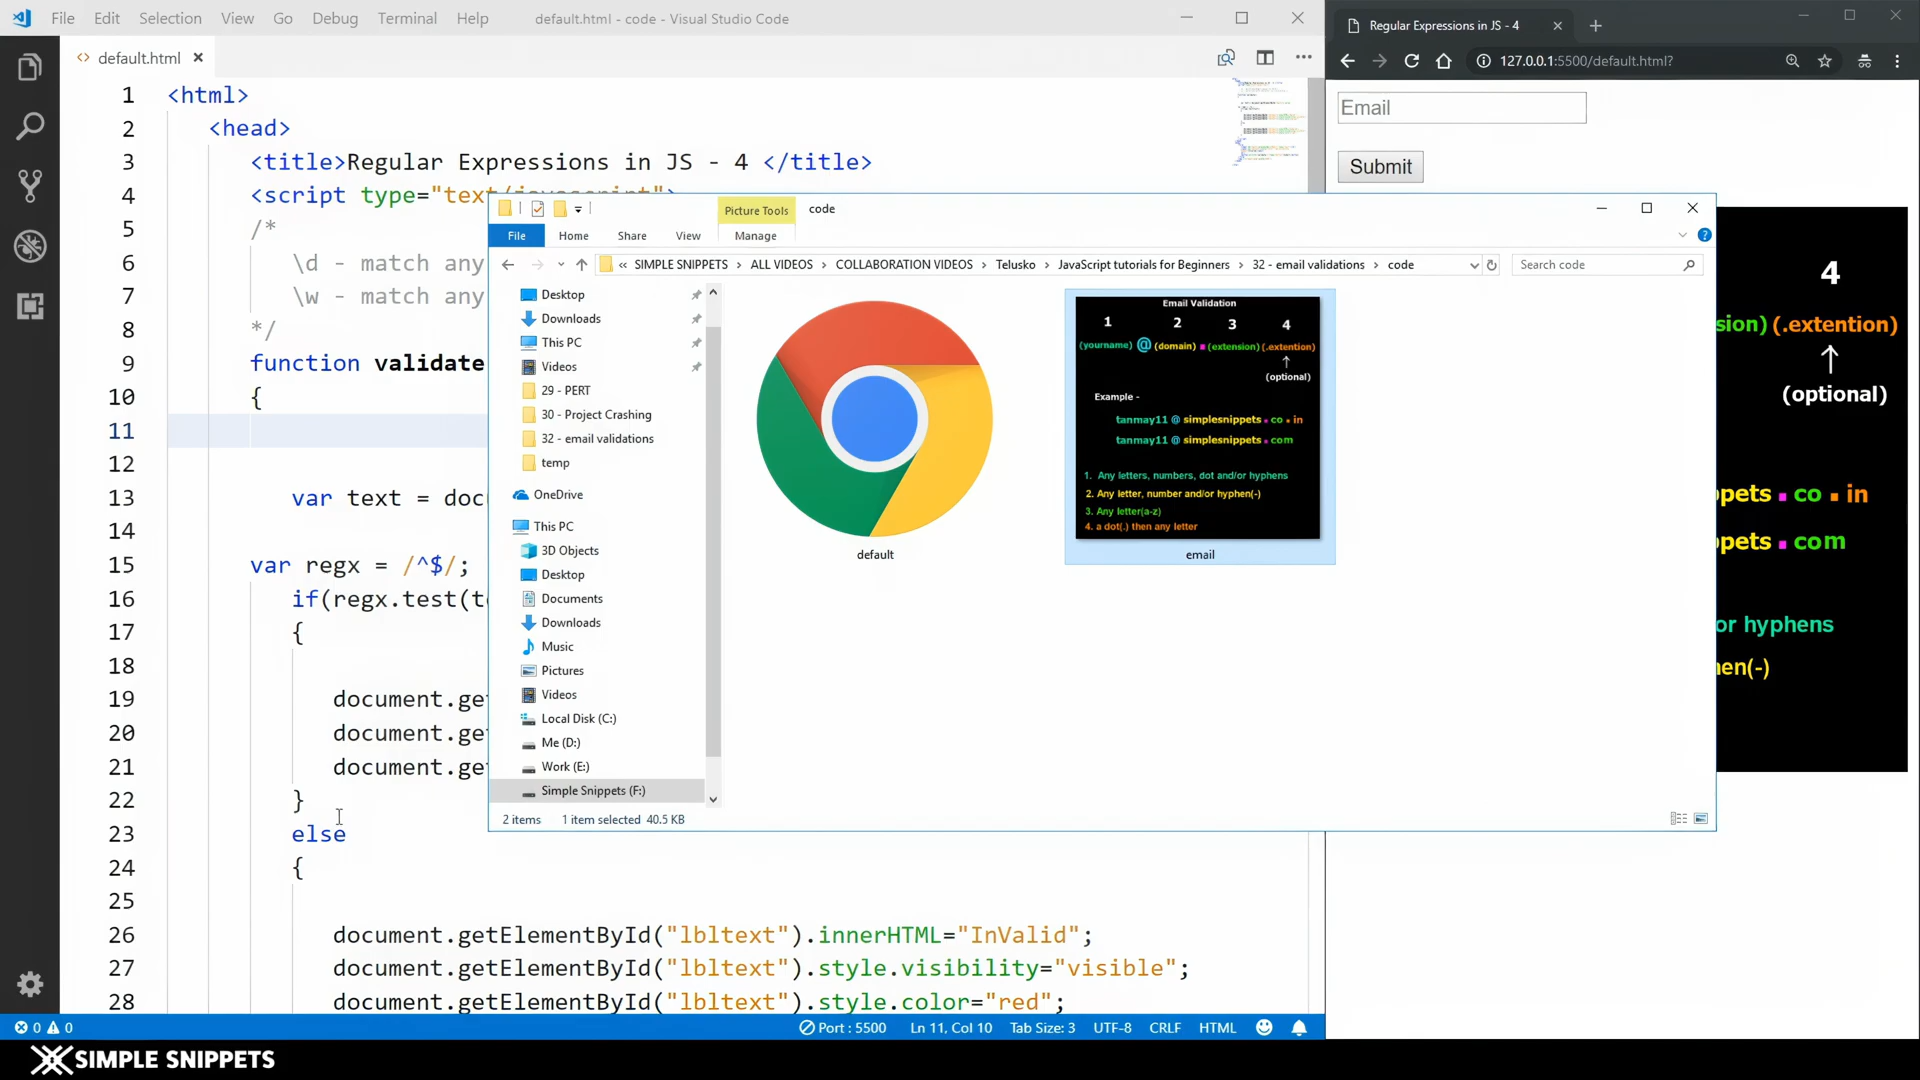 File Edit Selection View Go Debug Terminal Help default.html - code - Visual Studio Code
default.html
1 <html>
2 <head>
3 <title>Regular Expressions in JS - 4 </title>
4 <script type="text/javascript">
5 /*
6 \d - match any
7 \w - match any
8 */
9 function validate
10 {
11
12
13 var text = doc
14
15 var regx = /^$/;
16 if(regx.test(te
17 {
18
19 document.get
20 document.get
21 document.get
22 }
23 else
24 {
25
26 document.getElementById("lbltext").innerHTML="InValid";
27 document.getElementById("lbltext").style.visibility="visible";
28 document.getElementById("lbltext").style.color="red";
0 0 Port : 5500 Ln 11, Col 10 Tab Size: 3 UTF-8 CRLF HTML
SIMPLE SNIPPETS
Picture Tools code
File Home Share View Manage
« SIMPLE SNIPPETS › ALL VIDEOS › COLLABORATION VIDEOS › Telusko › JavaScript tutorials for Beginners › 32 - email validations › code
Search code
Desktop
Downloads
This PC
Videos
29 - PERT
30 - Project Crashing
32 - email validations
temp
OneDrive
This PC
3D Objects
Desktop
Documents
Downloads
Music
Pictures
Videos
Local Disk (C:)
Me (D:)
Work (E:)
Simple Snippets (F:)
default
Email Validation
1 2 3 4
(yourname) @ (domain) . (extension) (.extention)
(optional)
Example -
tanmay11 @ simplesnippets . co . in
tanmay11 @ simplesnippets . com
1. Any letters, numbers, dot and/or hyphens
2. Any letter, number and/or hyphen(-)
3. Any letter(a-z)
4. a dot(.) then any letter
email
2 items 1 item selected 40.5 KB
Regular Expressions in JS - 4
127.0.0.1:5500/default.html?
Email
Submit
4
sion) (.extention)
(optional)
pets . co . in
pets . com
or hyphens
hen(-)